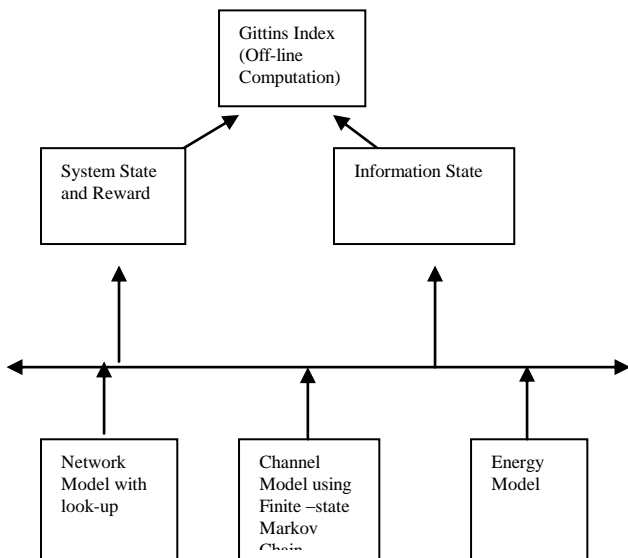 Gittins Index
(Off-line
Computation)
System State
and Reward
Information State
Network
Model with
look-up
Channel
Model using
Finite –state
Markov
Chain
Energy
Model